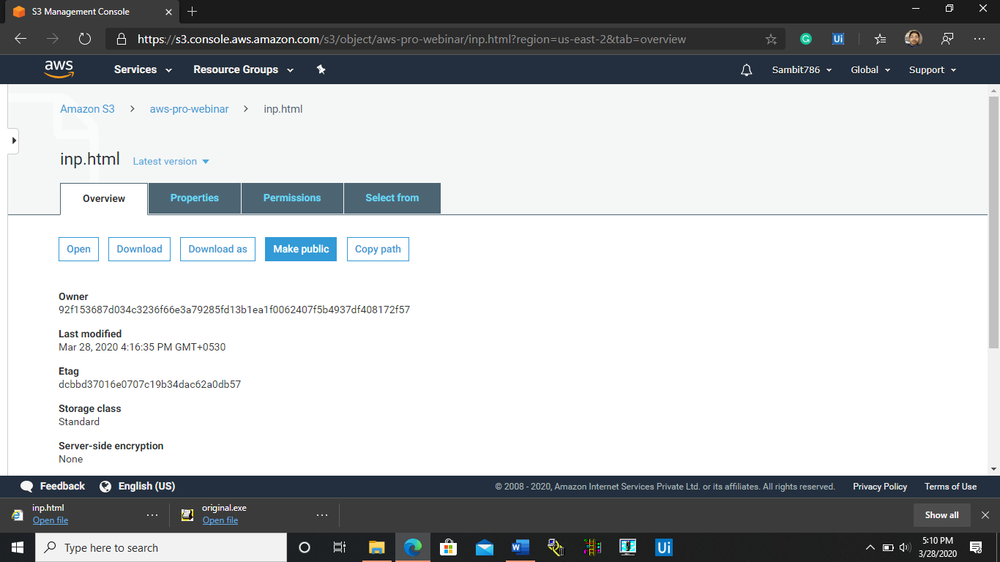 S3 Management Console
https://s3.console.aws.amazon.com/s3/object/aws-pro-webinar/inp.html?region=us-east-2&tab=overview
Ui
aws Services Resource Groups Sambit786 Global Support
Amazon S3 > aws-pro-webinar > inp.html
inp.html Latest version
Overview Properties Permissions Select from
Open Download Download as Make public Copy path
Owner
92f153687d034c3236f66e3a79285fd13b1ea1f0062407f5b4937df408172f57
Last modified
Mar 28, 2020 4:16:35 PM GMT+0530
Etag
dcbbd37016e0707c19b34dac62a0db57
Storage class
Standard
Server-side encryption
None
Feedback English (US) © 2008 - 2020, Amazon Internet Services Private Ltd. or its affiliates. All rights reserved. Privacy Policy Terms of Use
inp.html
Open file
original.exe
Open file
Show all
Type here to search
Ui
5:10 PM
3/28/2020